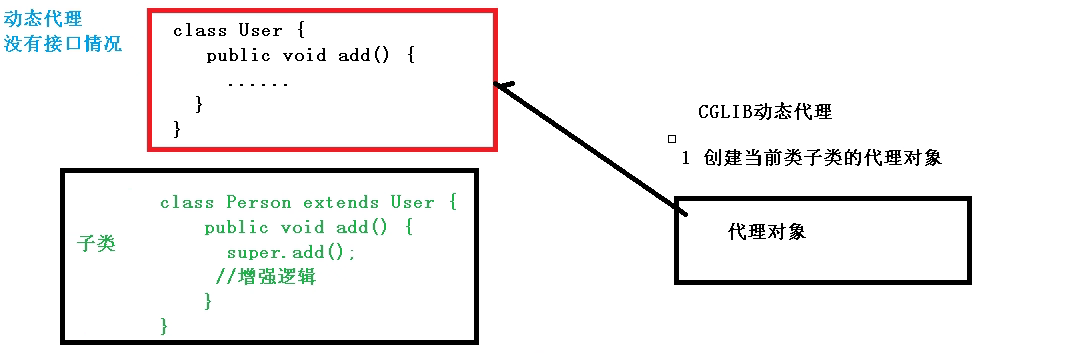 动态代理
没有接口情况
class User {
public void add() {
......
}
}
子类
class Person extends User {
public void add() {
super.add();
//增强逻辑
}
}
CGLIB动态代理
1 创建当前类子类的代理对象
代理对象